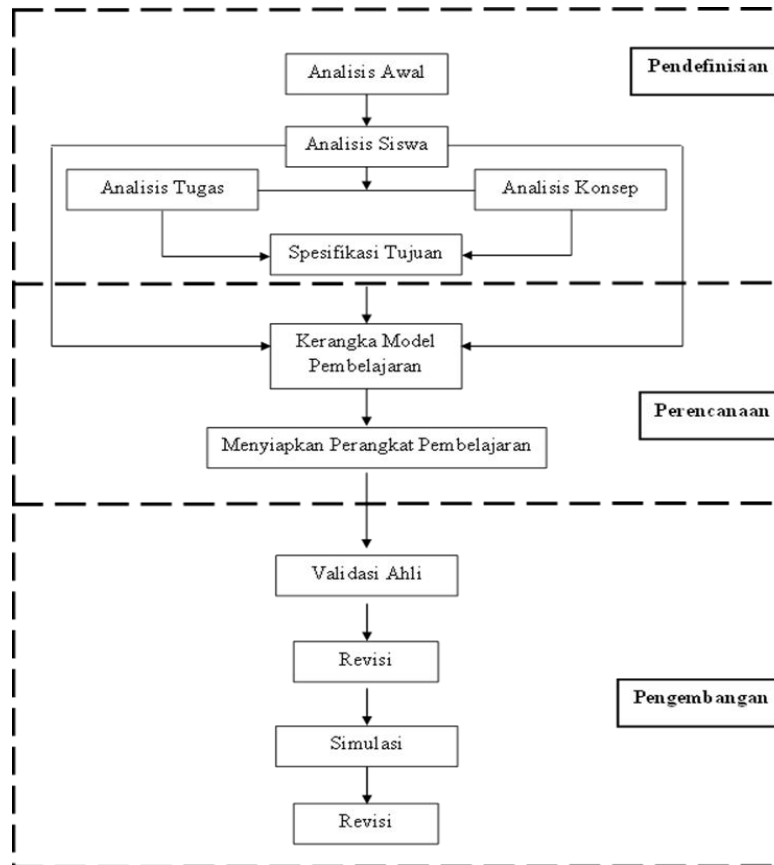 Analisis Awal
Pendefinisian
Analisis Siswa
Analisis Tugas
Analisis Konsep
Spesifikasi Tujuan
Kerangka Model
Pembelajaran
Perencanaan
Menyiapkan Perangkat Pembelajaran
Validasi Ahli
Revisi
Pengembangan
Simulasi
Revisi